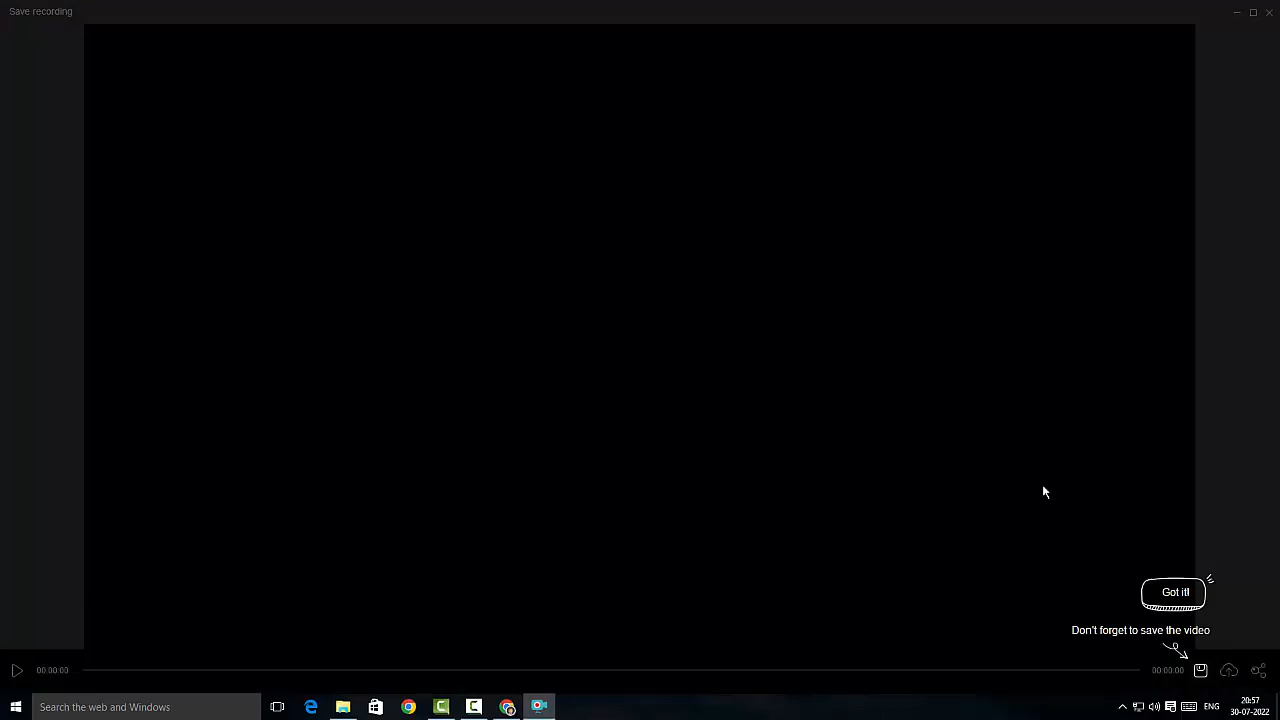 Save recording
Got it!
Don't forget to save the video
00:00:00
00:00:00
Search the web and Windows
ENG
20:57
30-07-2022